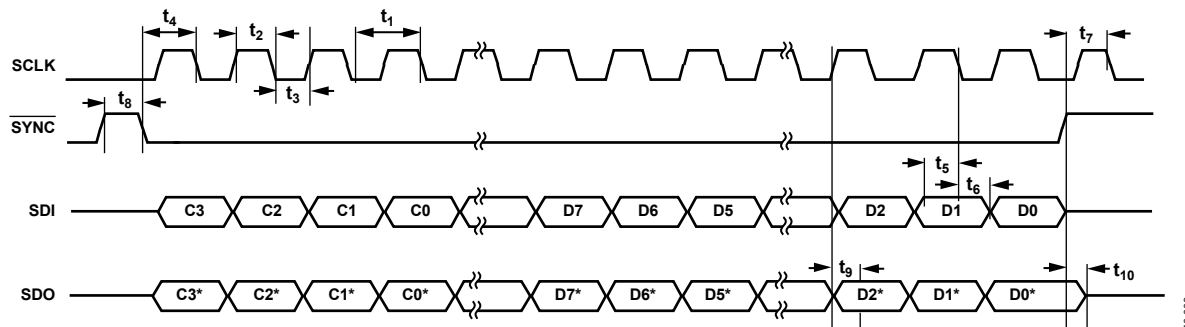 t4 t2 t1 t7
SCLK
t8 t3
SYNC
t5 t6
SDI C3 C2 C1 C0 D7 D6 D5 D2 D1 D0
t9 t10
SDO C3* C2* C1* C0* D7* D6* D5* D2* D1* D0*